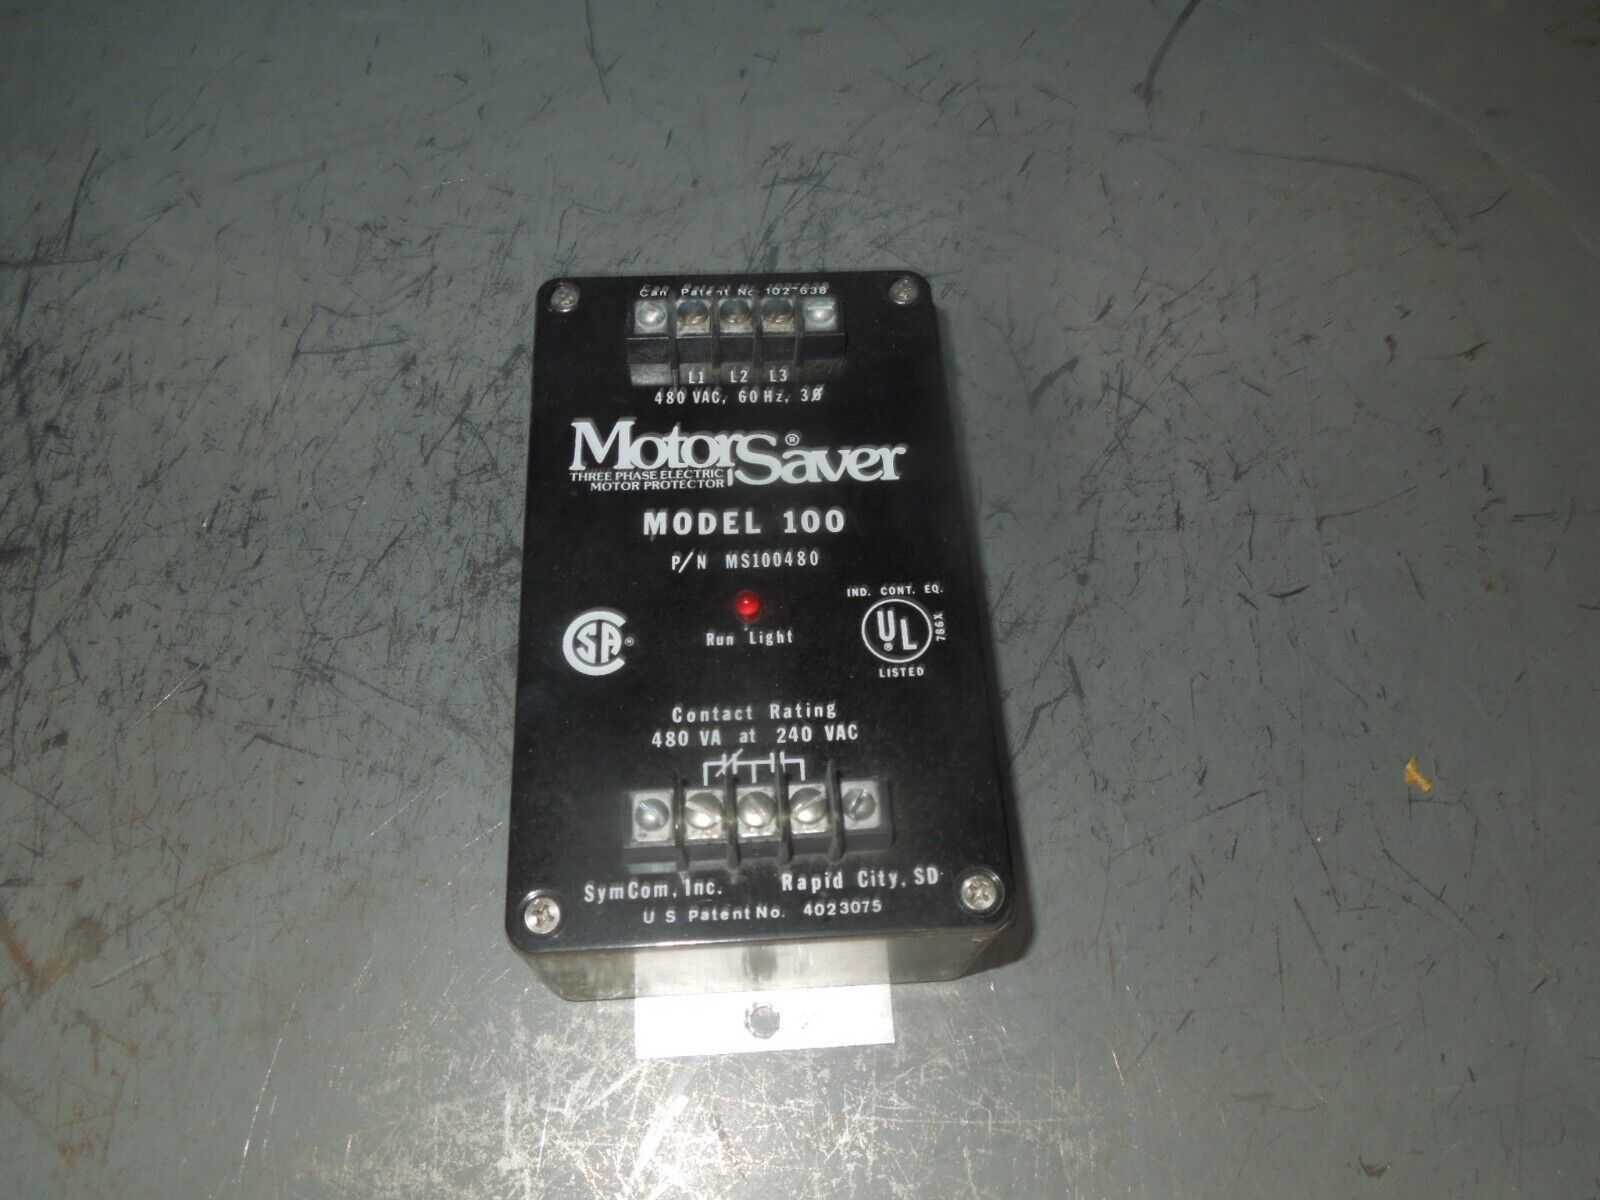 Can Patent No. 102-638
L1 L2 L3
480 VAC, 60 Hz, 3Ø
MotorSaver®
THREE PHASE ELECTRIC
MOTOR PROTECTOR
MODEL 100
P/N MS100480
Run Light
CSA®
IND. CONT. EQ.
UL®
786X
LISTED
Contact Rating
480 VA at 240 VAC
SymCom, Inc. Rapid City, SD
U S Patent No. 4023075